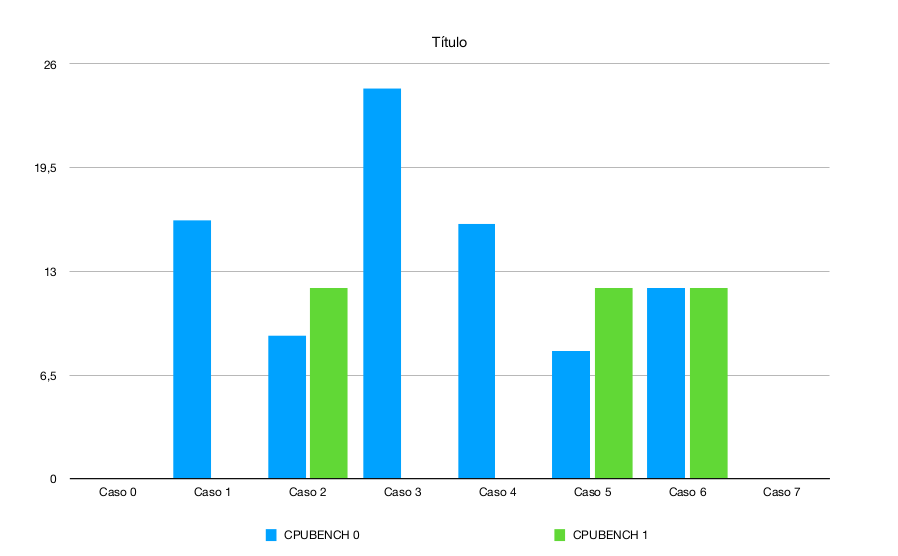 Título
26
19,5
13
6,5
0
Caso 0 Caso 1 Caso 2 Caso 3 Caso 4 Caso 5 Caso 6 Caso 7
CPUBENCH 0 CPUBENCH 1